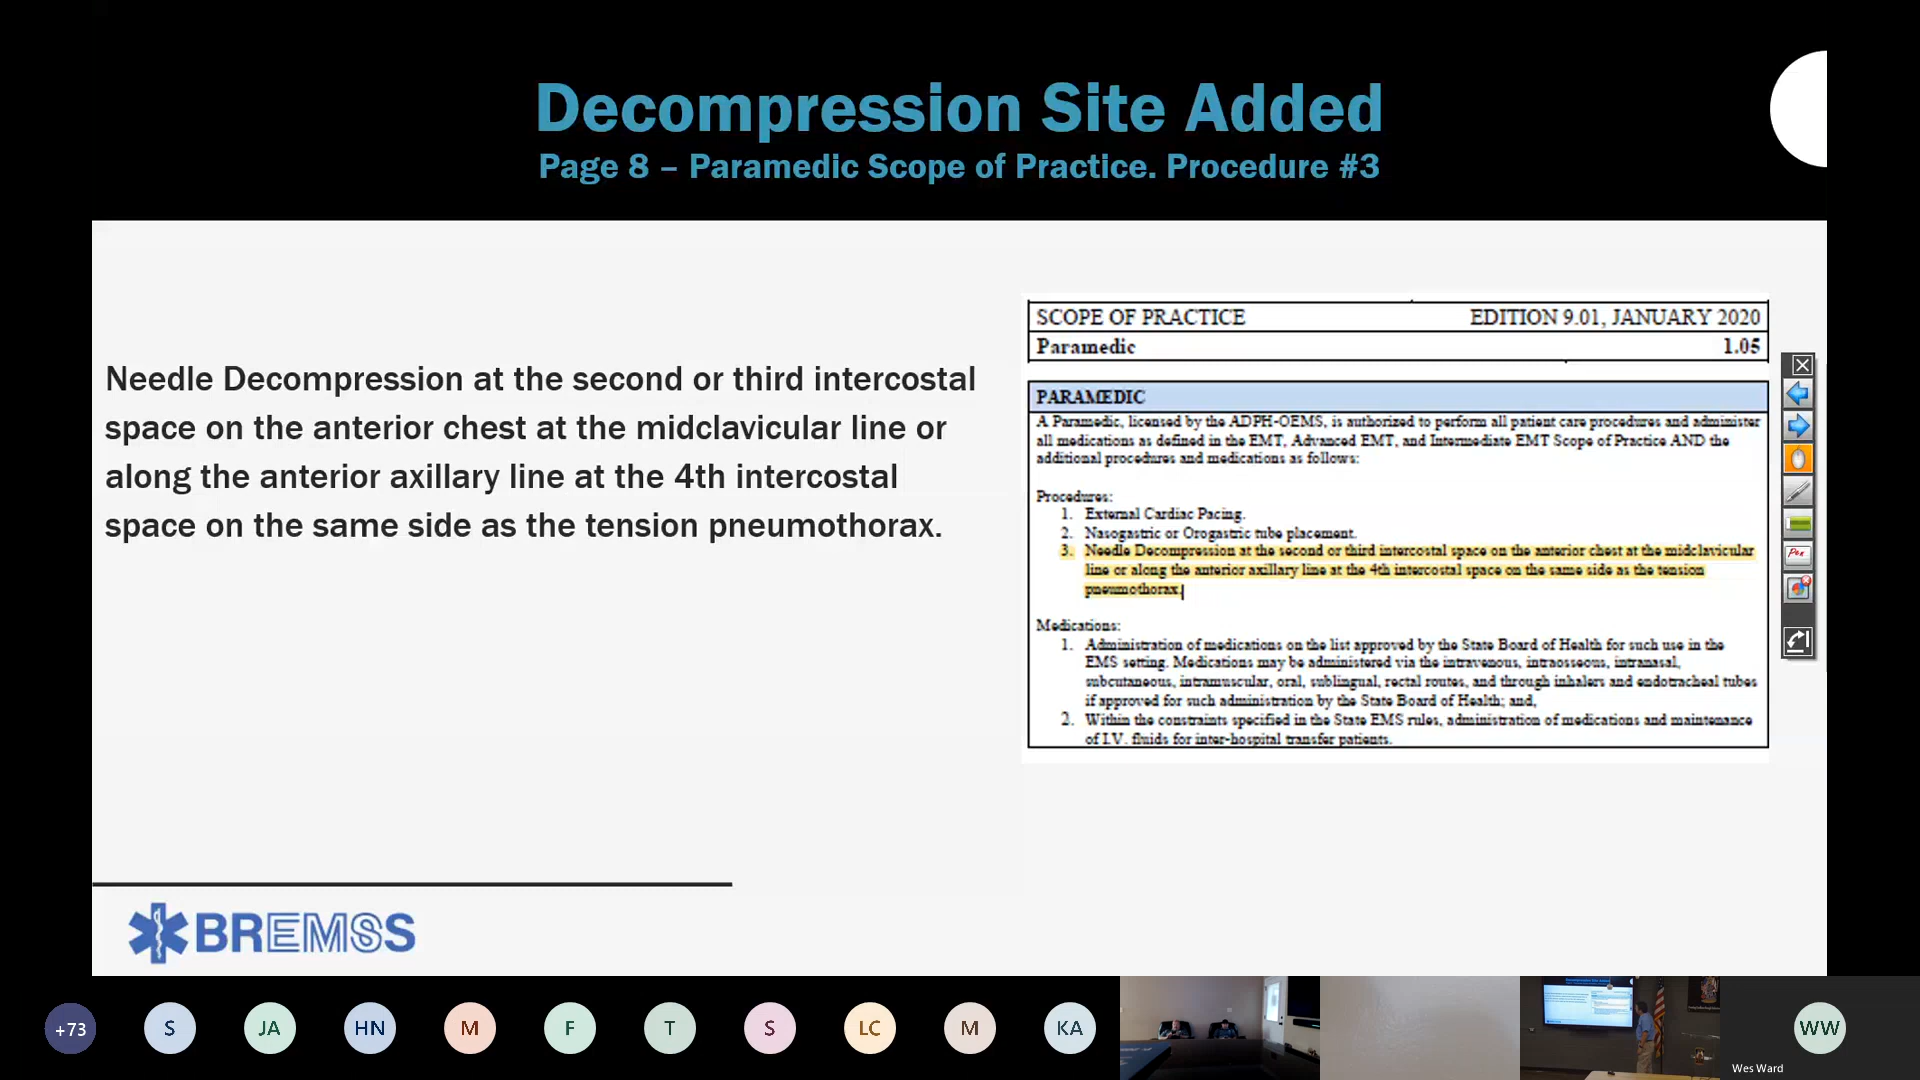 Decompression Site Added
Page 8 – Paramedic Scope of Practice. Procedure #3
Needle Decompression at the second or third intercostal
space on the anterior chest at the midclavicular line or
along the anterior axillary line at the 4th intercostal
space on the same side as the tension pneumothorax.
SCOPE OF PRACTICE EDITION 9.01, JANUARY 2020
Paramedic 1.05
PARAMEDIC
A Paramedic, licensed by the ADPH-OEMS, is authorized to perform all patient care procedures and administer
all medications as defined in the EMT, Advanced EMT, and Intermediate EMT Scope of Practice AND the
additional procedures and medications as follows:
Procedures:
1. External Cardiac Pacing.
2. Nasogastric or Orogastric tube placement.
3. Needle Decompression at the second or third intercostal space on the anterior chest at the midclavicular
line or along the anterior axillary line at the 4th intercostal space on the same side as the tension
pneumothorax.
Medications:
1. Administration of medications on the list approved by the State Board of Health for such use in the
EMS setting. Medications may be administered via the intravenous, intraosseous, intranasal,
subcutaneous, intramuscular, oral, sublingual, rectal routes, and through inhalers and endotracheal tubes
if approved for such administration by the State Board of Health; and,
2. Within the constraints specified in the State EMS rules, administration of medications and maintenance
of I.V. fluids for inter-hospital transfer patients.
Pen
BREMSS
+73 S JA HN M F T S LC M KA WW
Wes Ward